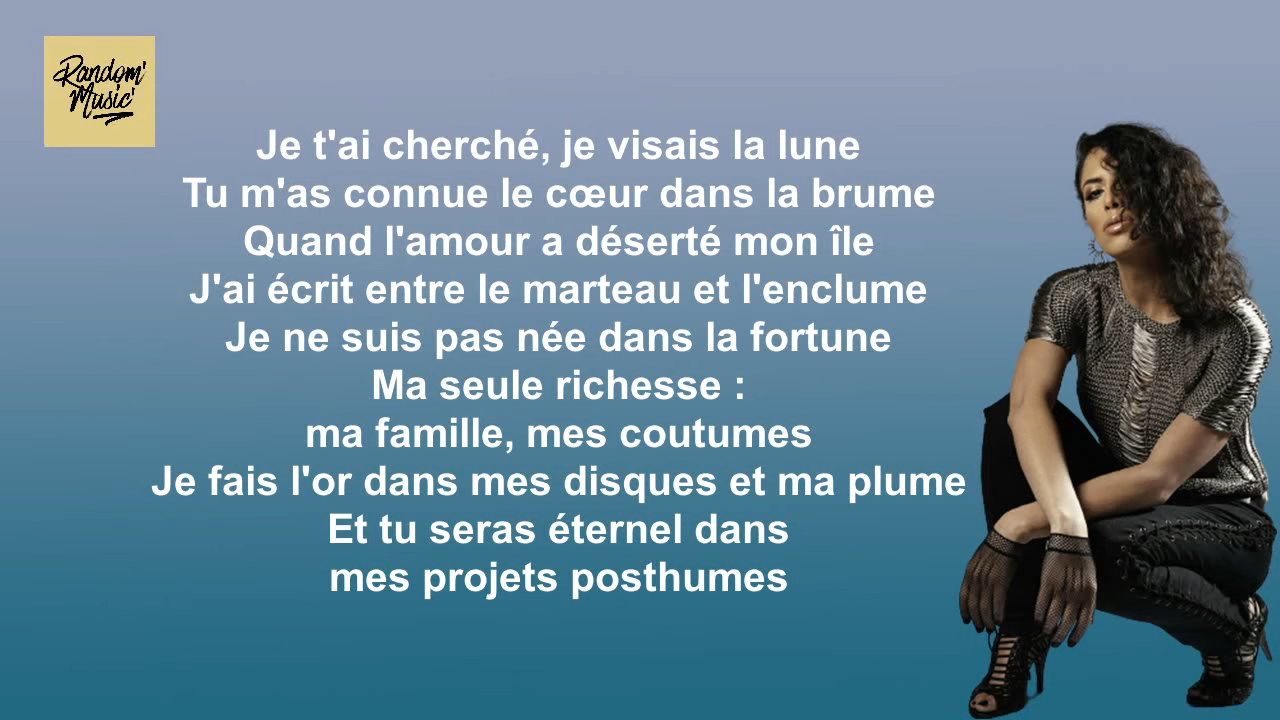 Random'
Music'
Je t'ai cherché, je visais la lune
Tu m'as connue le cœur dans la brume
Quand l'amour a déserté mon île
J'ai écrit entre le marteau et l'enclume
Je ne suis pas née dans la fortune
Ma seule richesse :
ma famille, mes coutumes
Je fais l'or dans mes disques et ma plume
Et tu seras éternel dans
mes projets posthumes